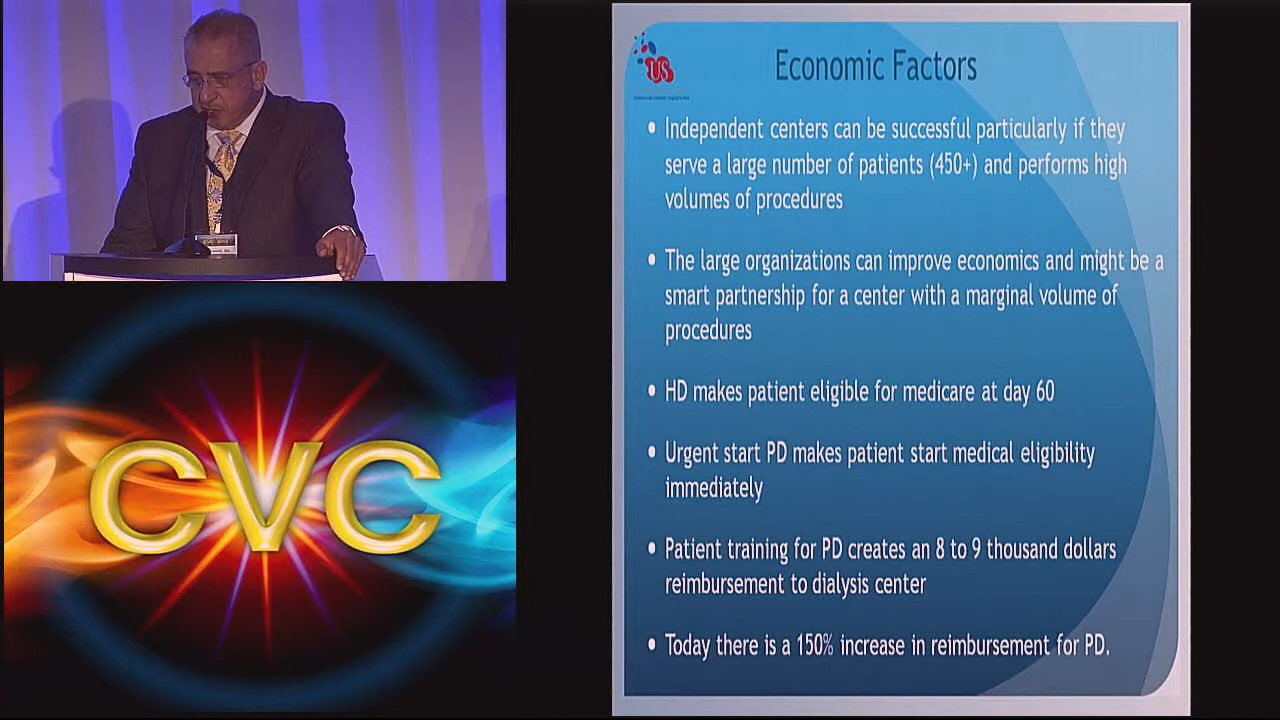 US
Economic Factors
• Independent centers can be successful particularly if they
serve a large number of patients (450+) and performs high
volumes of procedures
• The large organizations can improve economics and might be a
smart partnership for a center with a marginal volume of
procedures
• HD makes patient eligible for medicare at day 60
• Urgent start PD makes patient start medical eligibility
immediately
• Patient training for PD creates an 8 to 9 thousand dollars
reimbursement to dialysis center
• Today there is a 150% increase in reimbursement for PD.
CVC